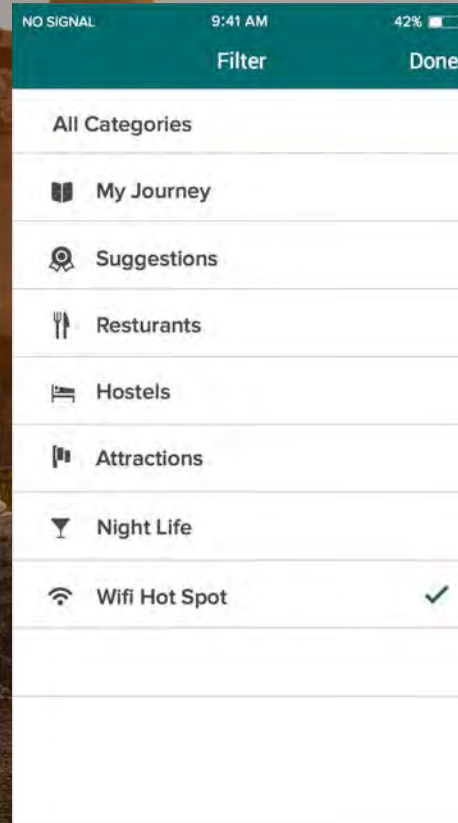 NO SIGNAL 9:41 AM 42%
Filter Done
All Categories
My Journey
Suggestions
Resturants
Hostels
Attractions
Night Life
Wifi Hot Spot